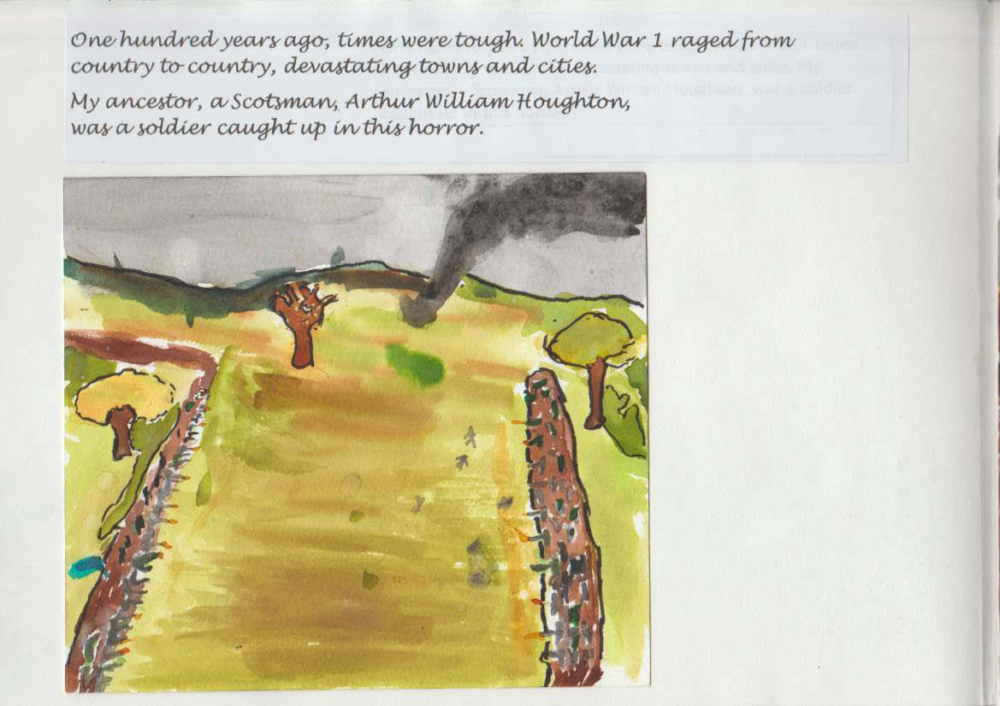 One hundred years ago, times were tough. World War 1 raged from
country to country, devastating towns and cities.
My ancestor, a Scotsman, Arthur William Houghton,
was a soldier caught up in this horror.